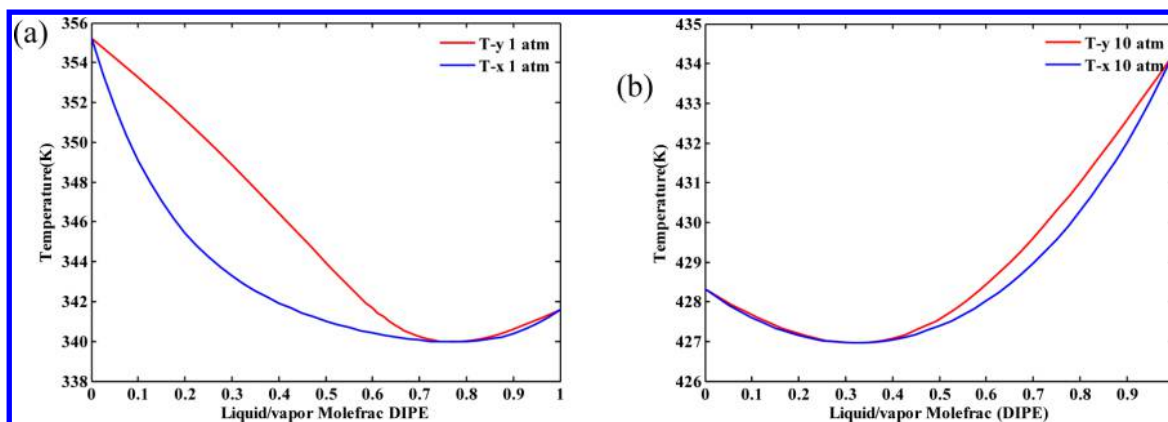 (a)
T-y 1 atm
T-x 1 atm
Temperature(K)
356
354
352
350
348
346
344
342
340
338
0 0.1 0.2 0.3 0.4 0.5 0.6 0.7 0.8 0.9 1
Liquid/vapor Molefrac DIPE
(b)
T-y 10 atm
T-x 10 atm
Temperature(K)
435
434
433
432
431
430
429
428
427
426
0 0.1 0.2 0.3 0.4 0.5 0.6 0.7 0.8 0.9
Liquid/vapor Molefrac (DIPE)